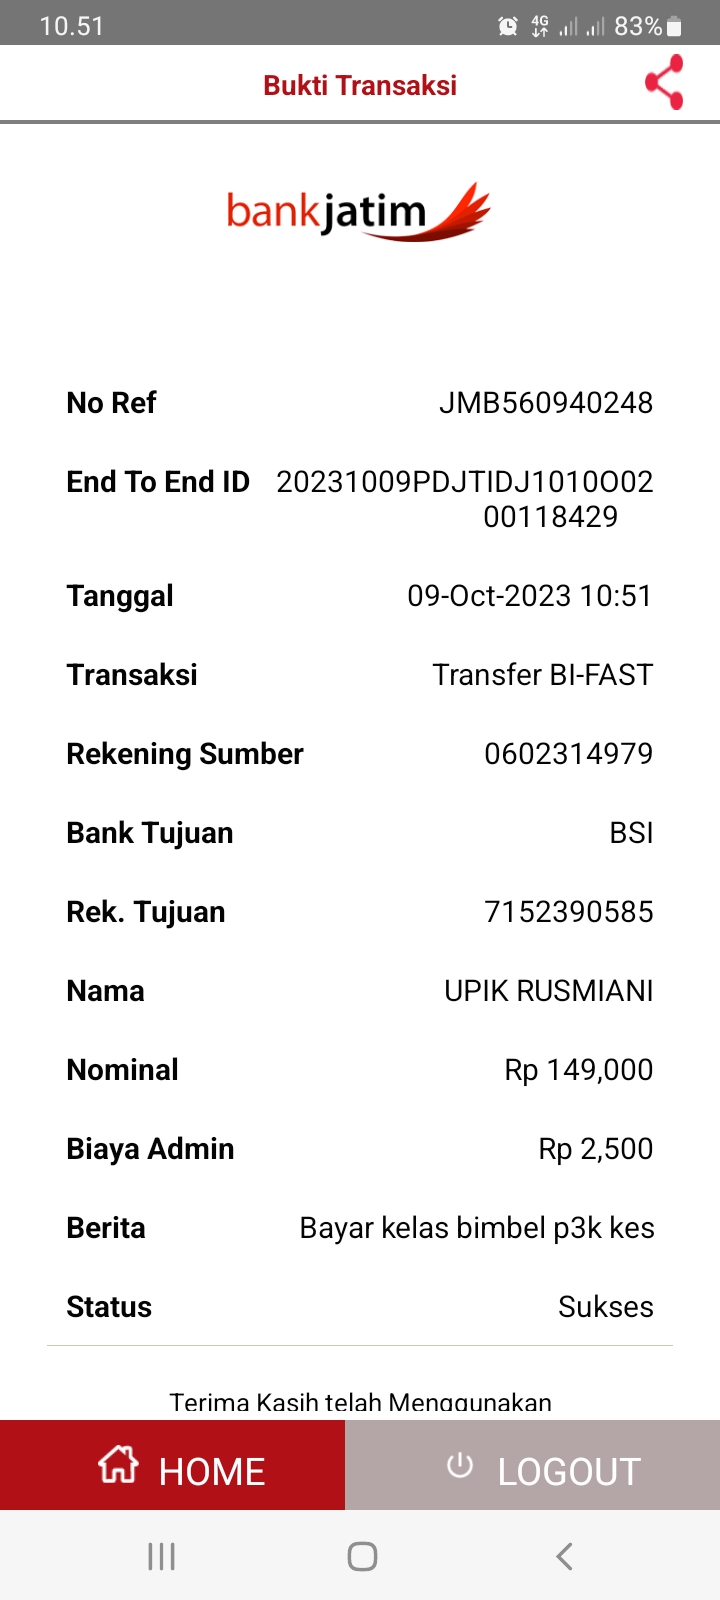 10.51
4G
83%
Bukti Transaksi
bankjatim
No Ref JMB560940248
End To End ID 20231009PDJTIDJ1010O02
00118429
Tanggal 09-Oct-2023 10:51
Transaksi Transfer BI-FAST
Rekening Sumber 0602314979
Bank Tujuan BSI
Rek. Tujuan 7152390585
Nama UPIK RUSMIANI
Nominal Rp 149,000
Biaya Admin Rp 2,500
Berita Bayar kelas bimbel p3k kes
Status Sukses
Terima Kasih telah Menggunakan
HOME
LOGOUT